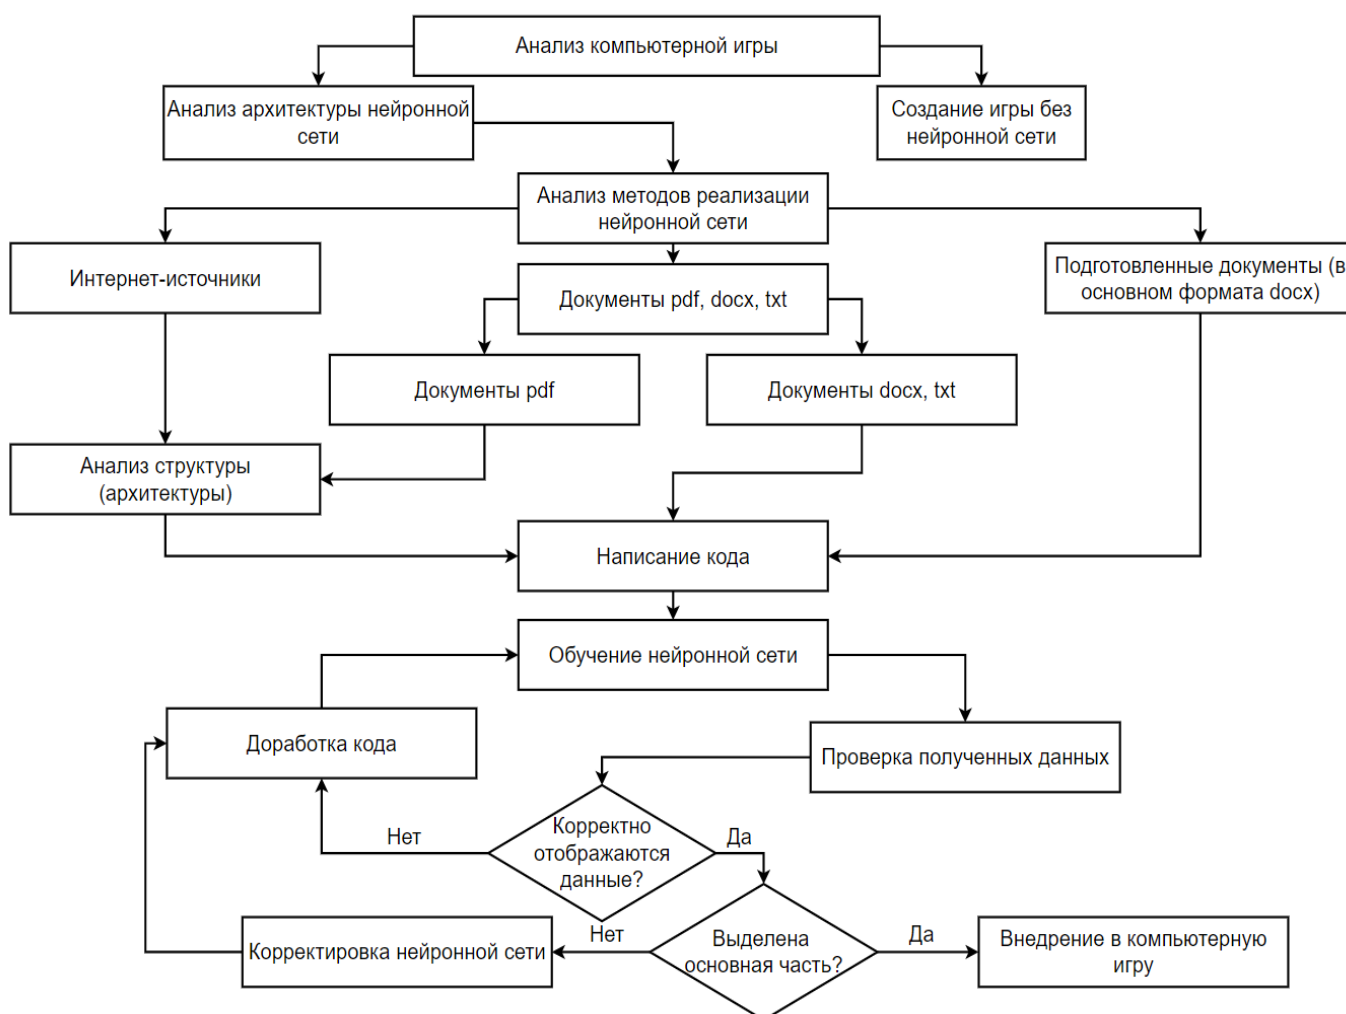 Анализ компьютерной игры
Анализ архитектуры нейронной
сети
Создание игры без
нейронной сети
Анализ методов реализации
нейронной сети
Интернет-источники
Документы pdf, docx, txt
Подготовленные документы (в
основном формата docx)
Документы pdf
Документы docx, txt
Анализ структуры
(архитектуры)
Написание кода
Обучение нейронной сети
Доработка кода
Проверка полученных данных
Нет
Корректно
отображаются
данные?
Да
Корректировка нейронной сети
Нет
Выделена
основная часть?
Да
Внедрение в компьютерную
игру